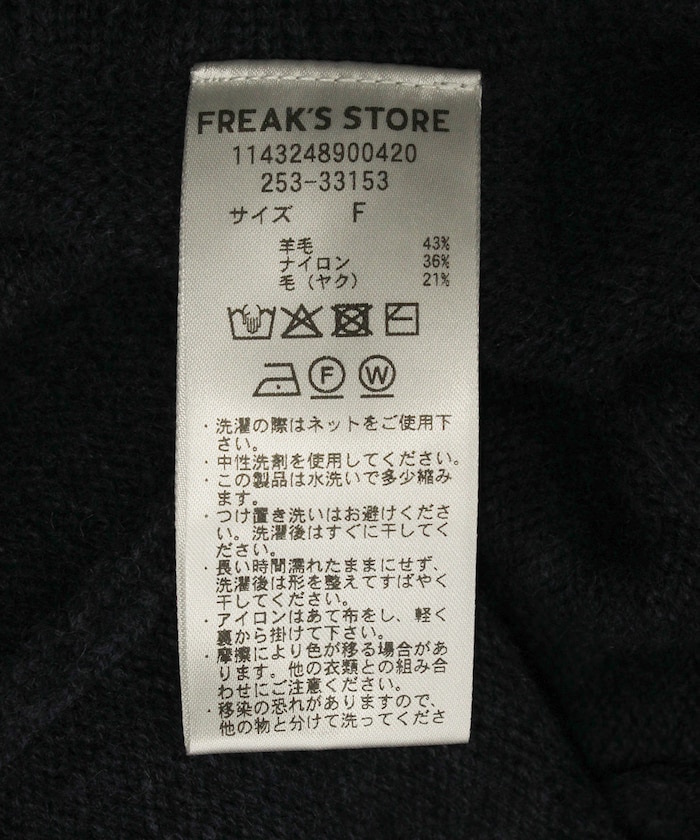 FREAK'S STORE
1143248900420
253-33153
サイズ F
羊毛 43%
ナイロン 36%
毛（ヤク） 21%
F W
・洗濯の際はネットをご使用下
さい。
・中性洗剤を使用してください。
・この製品は水洗いで多少縮み
ます。
・つけ置き洗いはお避けくださ
い。洗濯後はすぐに干してく
ださい。
・長い時間濡れたままにせず、
洗濯後は形を整えてすばやく
干してください。
・アイロンはあて布をし、軽く
裏から掛けて下さい。
・摩擦により色が移る場合があ
ります。他の衣類との組み合
わせにご注意ください。
・移染の恐れがありますので、
他の物と分けて洗ってくださ